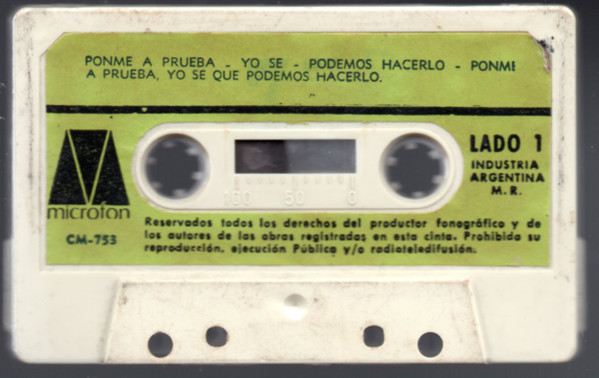 PONME A PRUEBA - YO SE - PODEMOS HACERLO - PONME
A PRUEBA, YO SE QUE PODEMOS HACERLO.
LADO 1
INDUSTRIA
ARGENTINA
M. R.
100 50 0
microfon
CM-753
Reservados todos los derechos del productor fonográfico y de
los autores de las obras registradas en esta cinta. Prohibida su
reproducción, ejecución Pública y/o radioteledifusión.